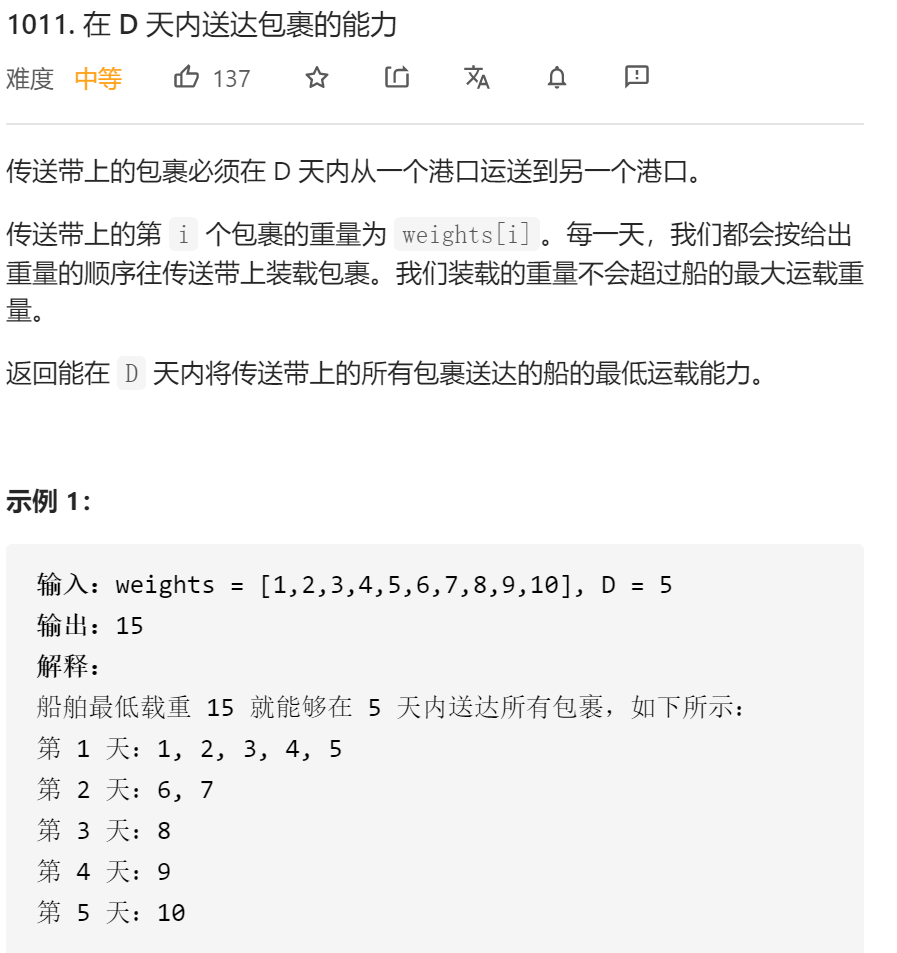 1011. 在 D 天内送达包裹的能力
难度 中等 137
传送带上的包裹必须在 D 天内从一个港口运送到另一个港口。
传送带上的第 i 个包裹的重量为 weights[i]。每一天，我们都会按给出
重量的顺序往传送带上装载包裹。我们装载的重量不会超过船的最大运载重
量。
返回能在 D 天内将传送带上的所有包裹送达的船的最低运载能力。
示例 1：
输入：weights = [1,2,3,4,5,6,7,8,9,10], D = 5
输出：15
解释：
船舶最低载重 15 就能够在 5 天内送达所有包裹，如下所示：
第 1 天：1, 2, 3, 4, 5
第 2 天：6, 7
第 3 天：8
第 4 天：9
第 5 天：10